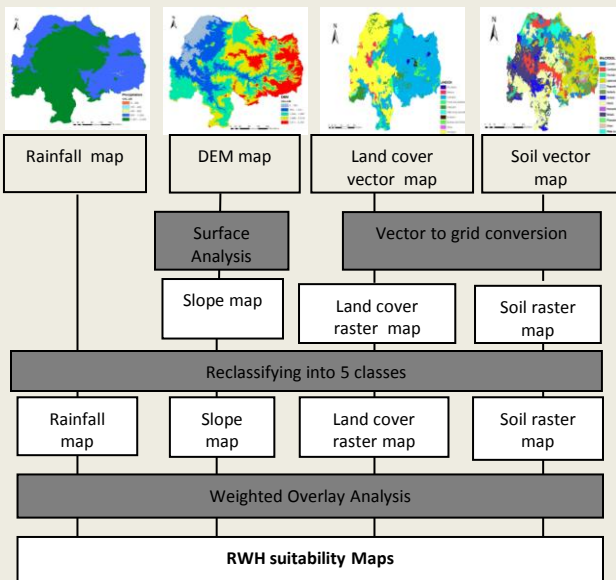 N
N
N
N
Rainfall map
DEM map
Land cover
vector map
Soil vector
map
Surface
Analysis
Vector to grid conversion
Slope map
Land cover
raster map
Soil raster
map
Reclassifying into 5 classes
Rainfall
map
Slope
map
Land cover
raster map
Soil raster
map
Weighted Overlay Analysis
RWH suitability Maps